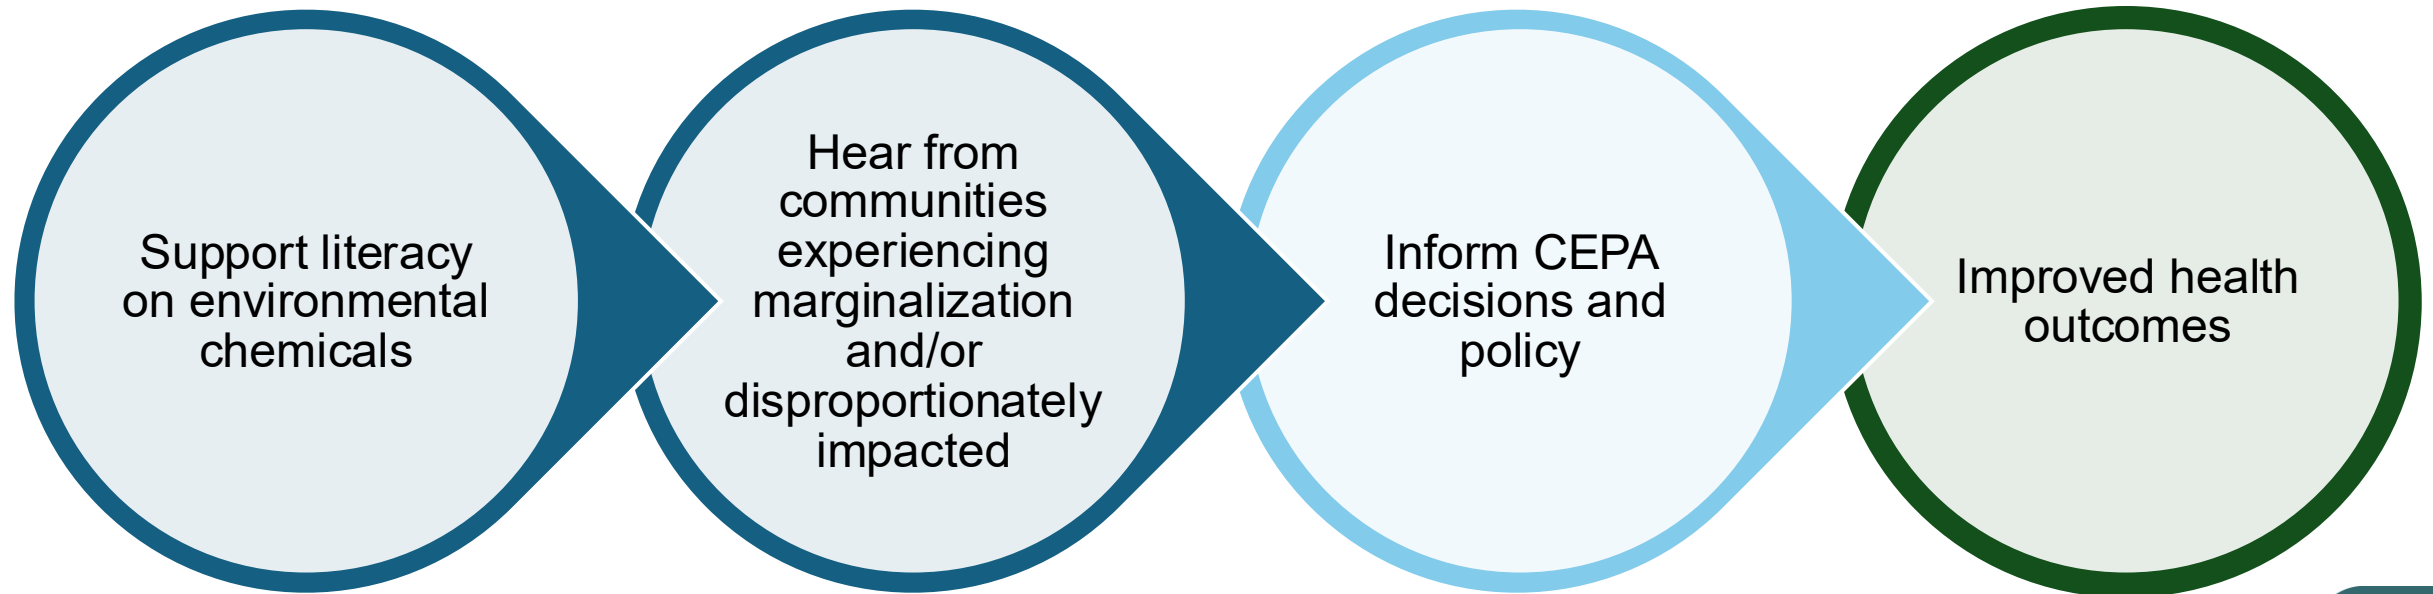 Support literacy
on environmental
chemicals
Hear from
communities
experiencing
marginalization
and/or
disproportionately
impacted
Inform CEPA
decisions and
policy
Improved health
outcomes